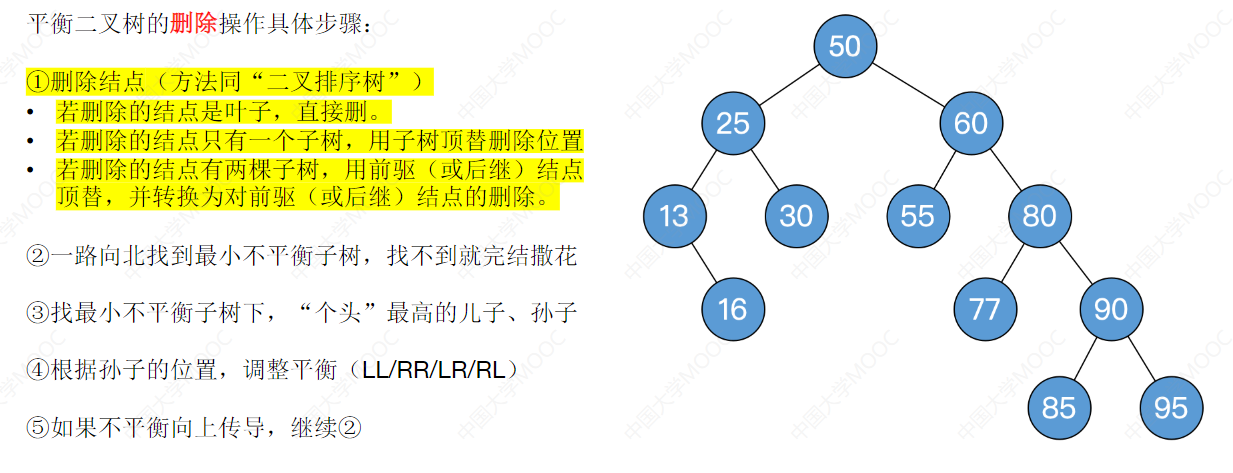 平衡二叉树的删除操作具体步骤：
①删除结点（方法同“二叉排序树”）
• 若删除的结点是叶子，直接删。
• 若删除的结点只有一个子树，用子树顶替删除位置
• 若删除的结点有两棵子树，用前驱（或后继）结点
顶替，并转换为对前驱（或后继）结点的删除。
②一路向北找到最小不平衡子树，找不到就完结撒花
③找最小不平衡子树下，“个头”最高的儿子、孙子
④根据孙子的位置，调整平衡（LL/RR/LR/RL）
⑤如果不平衡向上传导，继续②
50
25 60
13 30 55 80
16 77 90
85 95
中国大学MOOC